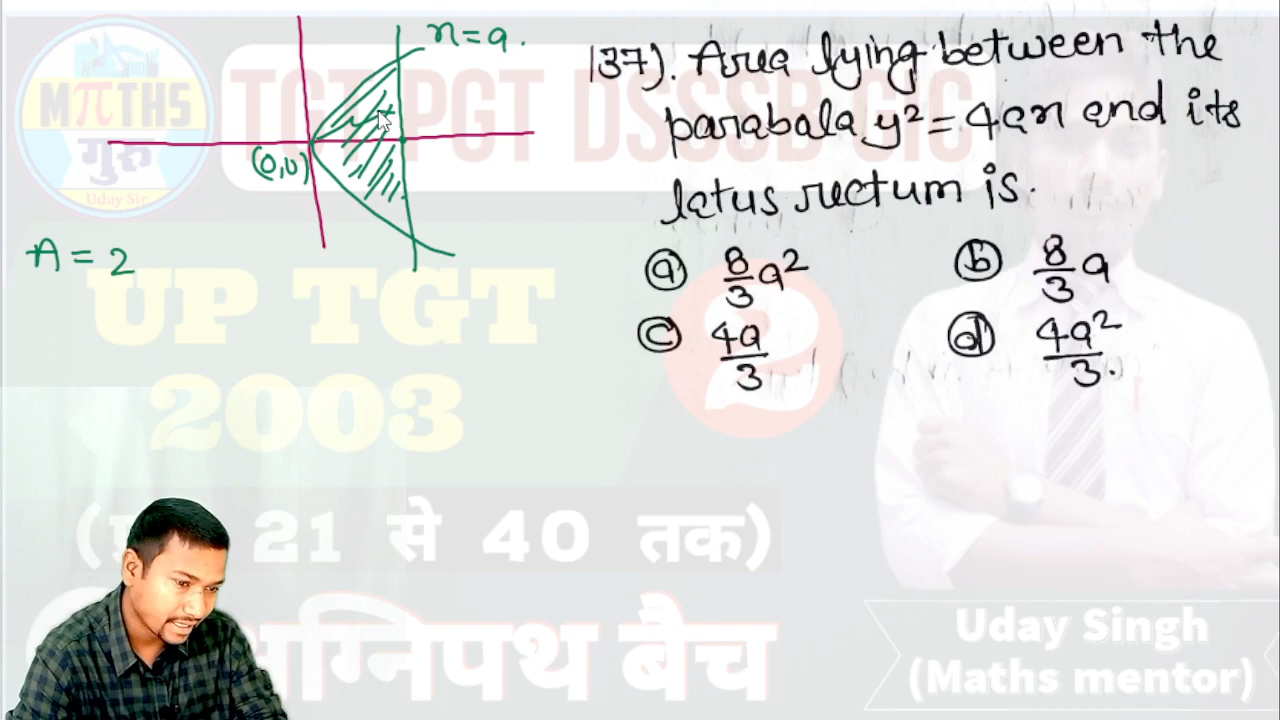 x=a.
137). Area lying between the
parabala y²=4ax and its
latus rectum is.
(0,0)
A = 2
ⓐ 8/3 a²
ⓑ 8/3 a
ⓒ 4a/3
ⓓ 4a²/3.
MπTHS
गुरु
Uday Sir
TGT PGT DSSSB GIC
UP TGT
2003
2
21 से 40 तक)
अग्निपथ बैच
Uday Singh
(Maths mentor)